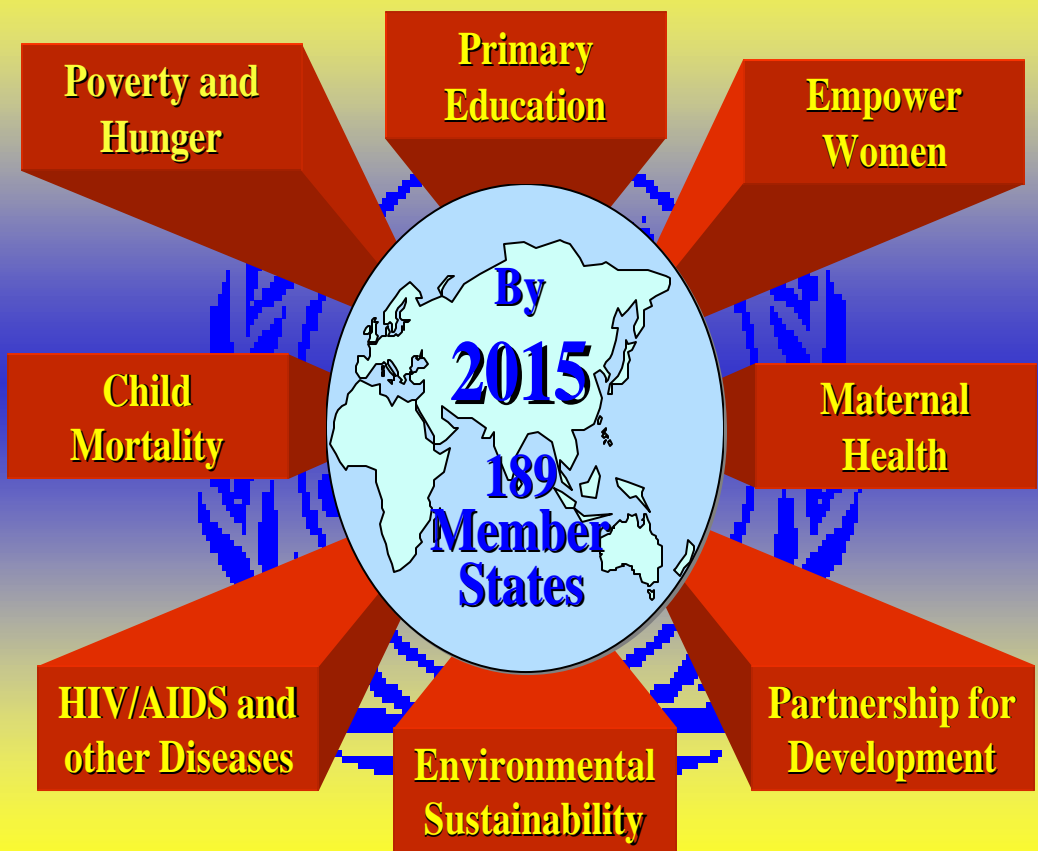 Primary
Education
Poverty and
Hunger
Empower
Women
By
2015
189
Member
States
Child
Mortality
Maternal
Health
HIV/AIDS and
other Diseases
Partnership for
Development
Environmental
Sustainability